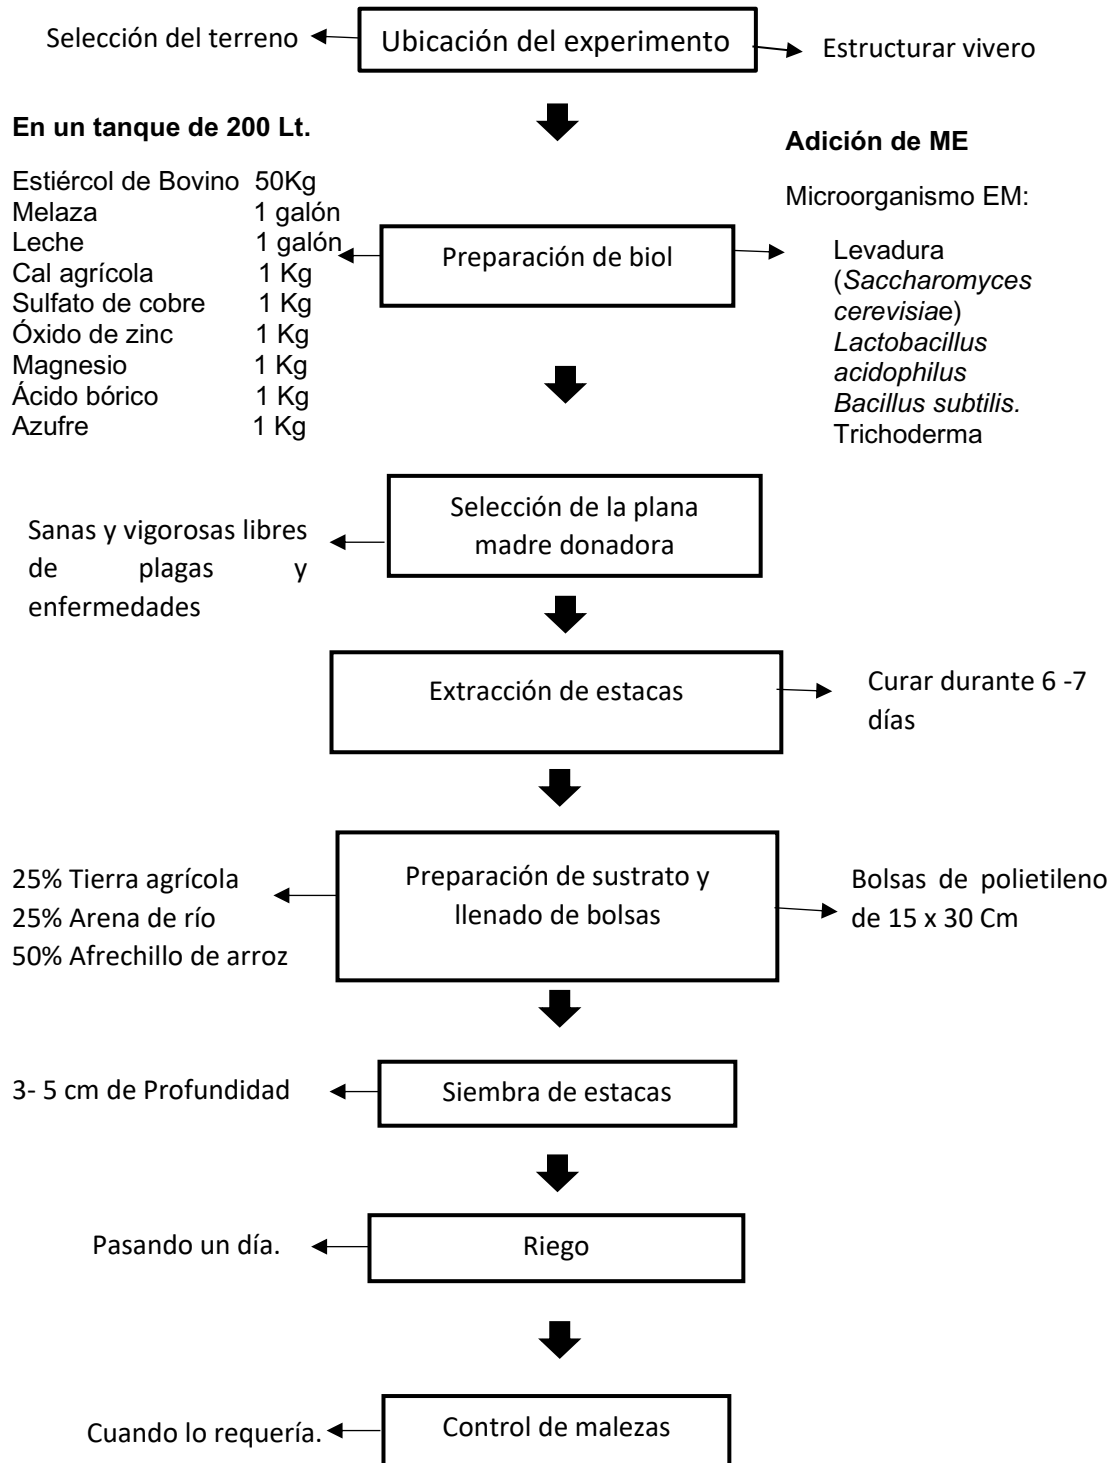 Selección del terreno
Ubicación del experimento
Estructurar vivero
En un tanque de 200 Lt.
Estiércol de Bovino 50Kg
Melaza 1 galón
Leche 1 galón
Cal agrícola 1 Kg
Sulfato de cobre 1 Kg
Óxido de zinc 1 Kg
Magnesio 1 Kg
Ácido bórico 1 Kg
Azufre 1 Kg
Preparación de biol
Adición de ME
Microorganismo EM:
Levadura
(Saccharomyces
cerevisiae)
Lactobacillus
acidophilus
Bacillus subtilis.
Trichoderma
Selección de la plana
madre donadora
Sanas y vigorosas libres
de plagas y
enfermedades
Extracción de estacas
Curar durante 6 -7
días
25% Tierra agrícola
25% Arena de río
50% Afrechillo de arroz
Preparación de sustrato y
llenado de bolsas
Bolsas de polietileno
de 15 x 30 Cm
3- 5 cm de Profundidad
Siembra de estacas
Pasando un día.
Riego
Cuando lo requería.
Control de malezas